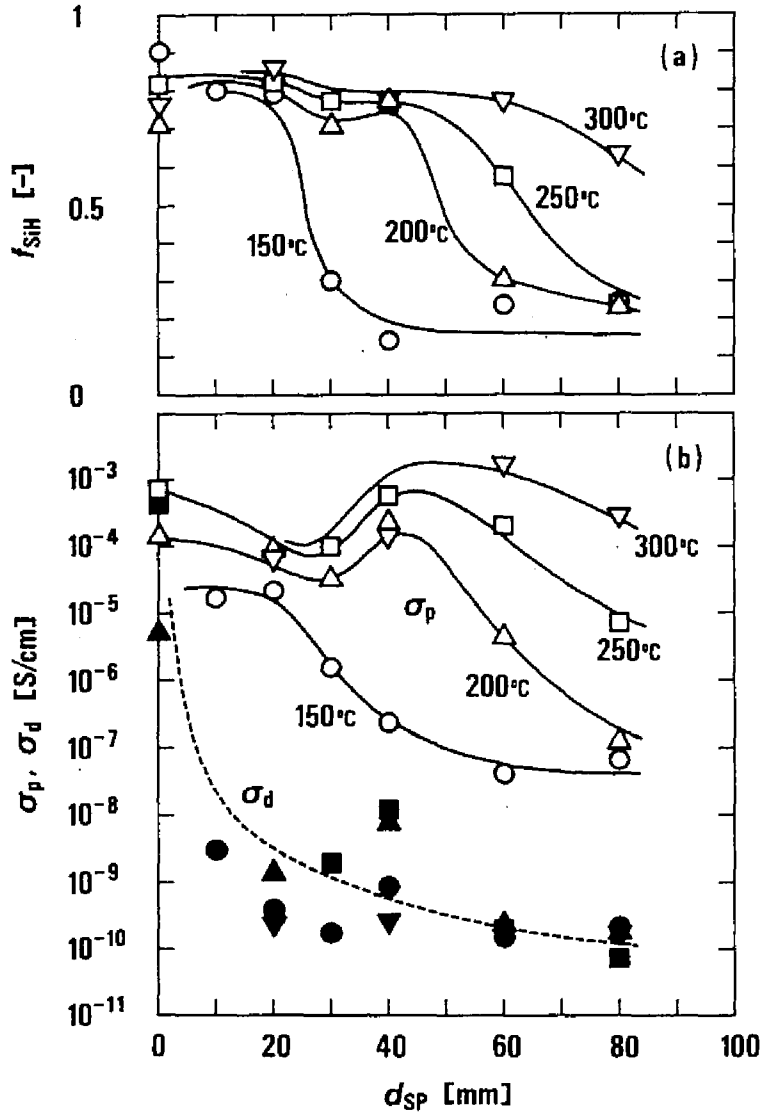 1
(a)
300°C
0.5
250°C
200°C
150°C
f_SiH [-]
0
(b)
10⁻³
10⁻⁴
10⁻⁵
10⁻⁶
10⁻⁷
10⁻⁸
10⁻⁹
10⁻¹⁰
10⁻¹¹
σ_p, σ_d [S/cm]
300°C
σ_p
250°C
200°C
150°C
σ_d
0 20 40 60 80 100
d_SP [mm]